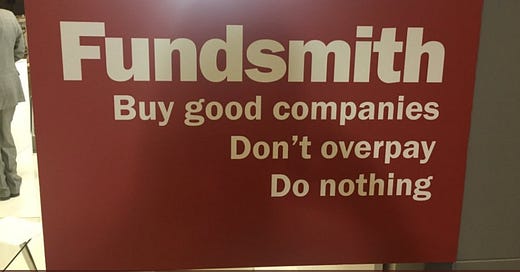 Fundsmith
Buy good companies
Don't overpay
Do nothing